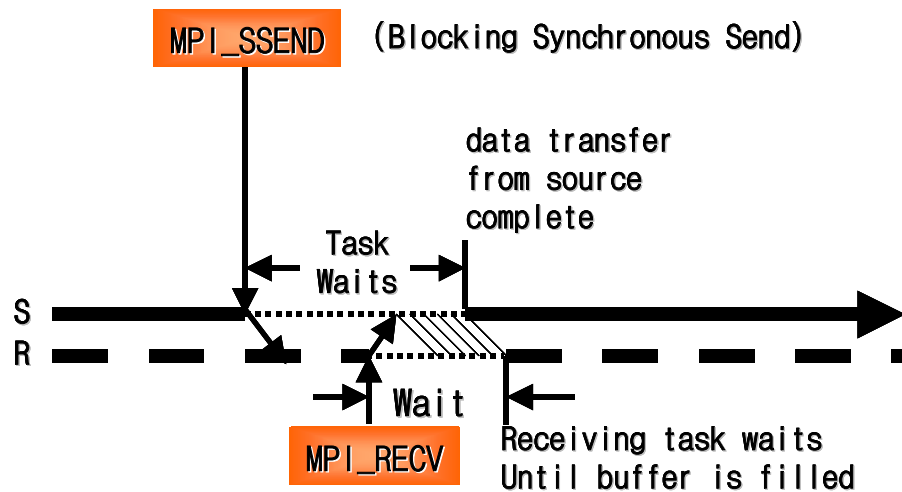 MPI_SSEND (Blocking Synchronous Send)
data transfer
from source
complete
Task
Waits
S
R
Wait
MPI_RECV
Receiving task waits
Until buffer is filled